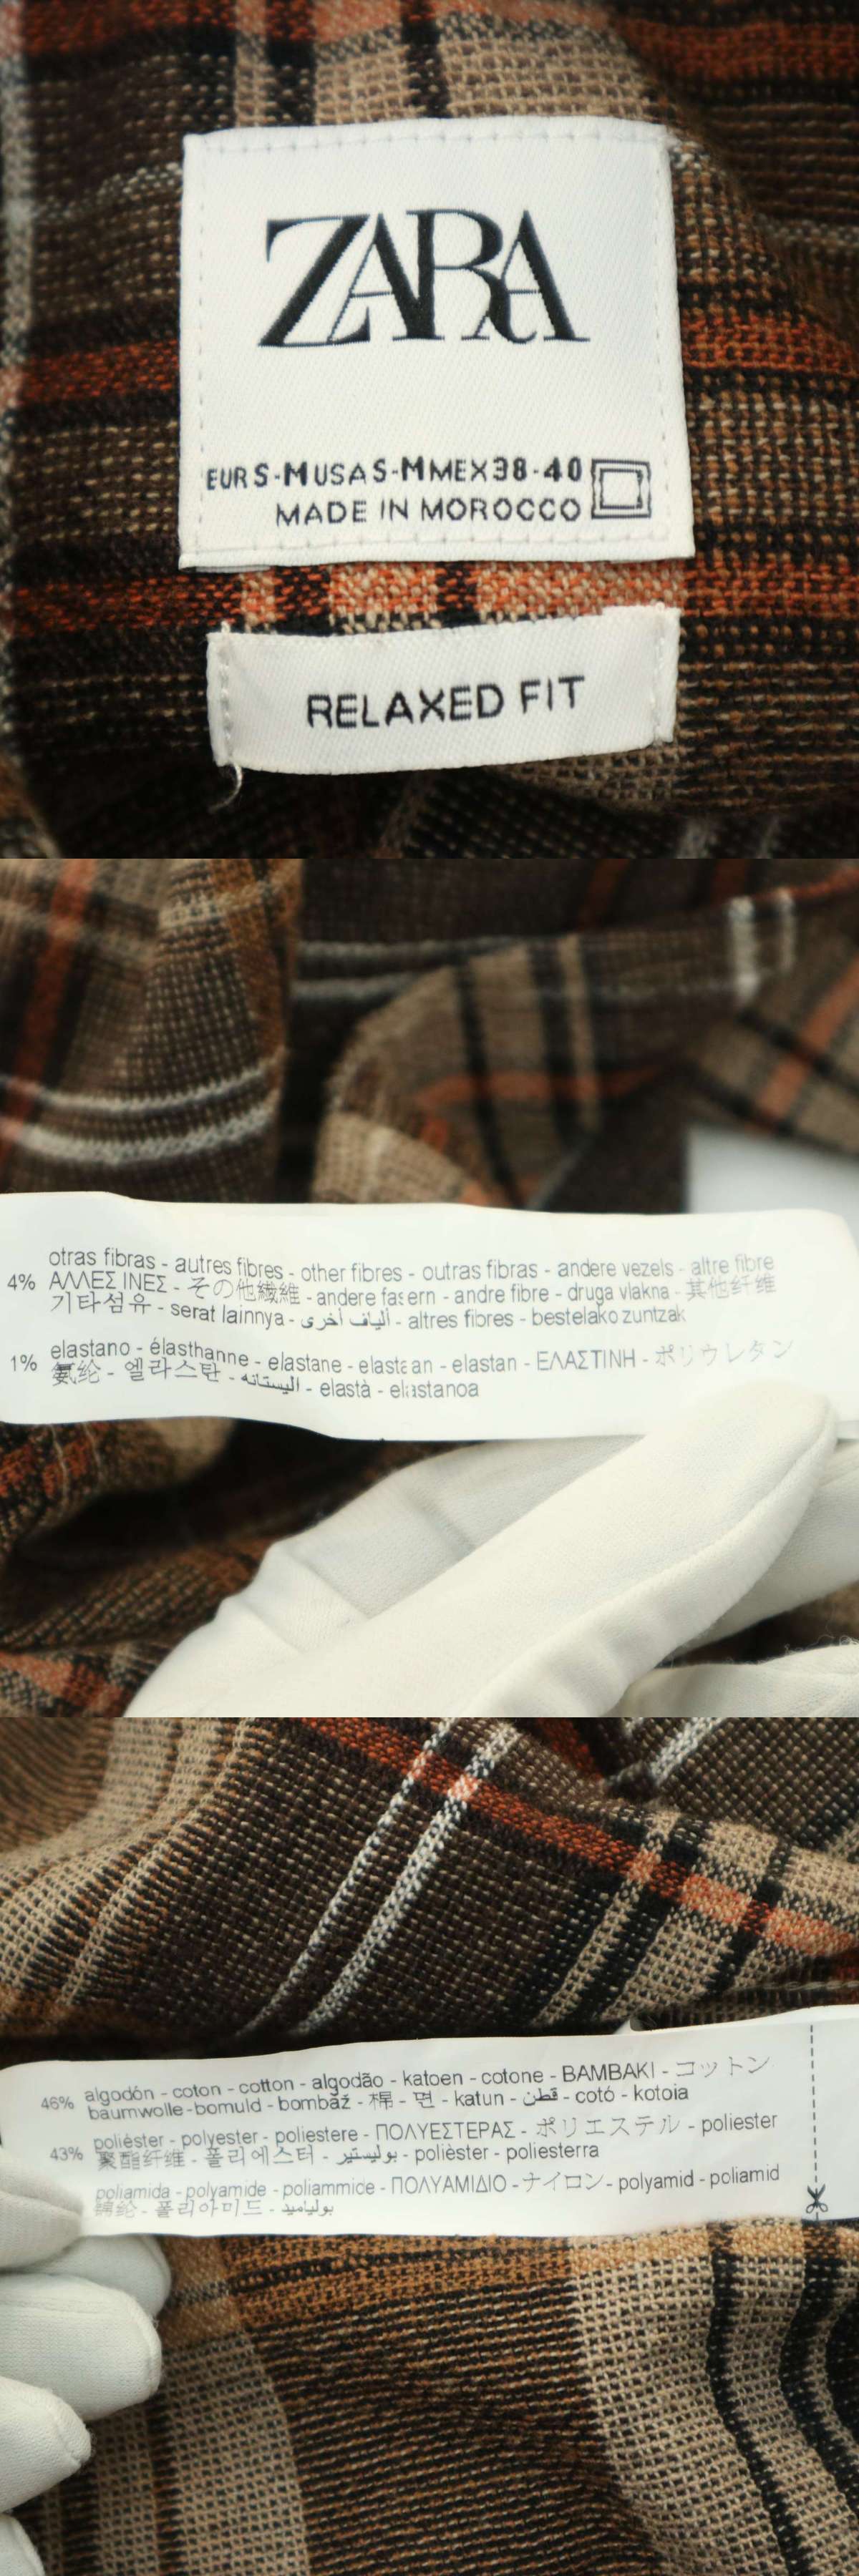 ZARA
EUR S-M USA S-M MEX 38-40
MADE IN MOROCCO
RELAXED FIT
otras fibras - autres fibres - other fibres - outras fibras - andere vezels - altre fibre
4% ΑΛΛΕΣ ΙΝΕΣ - その他繊維 - andere fasern - andre fibre - druga vlakna - 其他纤维
기타섬유 - serat lainnya - ألياف أخرى - altres fibres - bestelako zuntzak
elastano - élasthanne - elastane - elastaan - elastan - ΕΛΑΣΤΙΝΗ - ポリウレタン
1% 氨纶 - 엘라스탄 - اليستانه - elastà - elastanoa
46% algodón - coton - cotton - algodão - katoen - cotone - BAMBAKI - コットン
baumwolle - bomuld - bombaž - 棉 - 면 - katun - قطن - cotó - kotoia
poliéster - polyester - poliestere - ΠΟΛΥΕΣΤΕΡΑΣ - ポリエステル - poliester
43% 聚酯纤维 - 폴리에스터 - بوليستير - polièster - poliesterra
poliamida - polyamide - poliammide - ΠΟΛΥΑΜΙΔΙΟ - ナイロン - polyamid - poliamid
锦纶 - 폴리아미드 - بولياميد